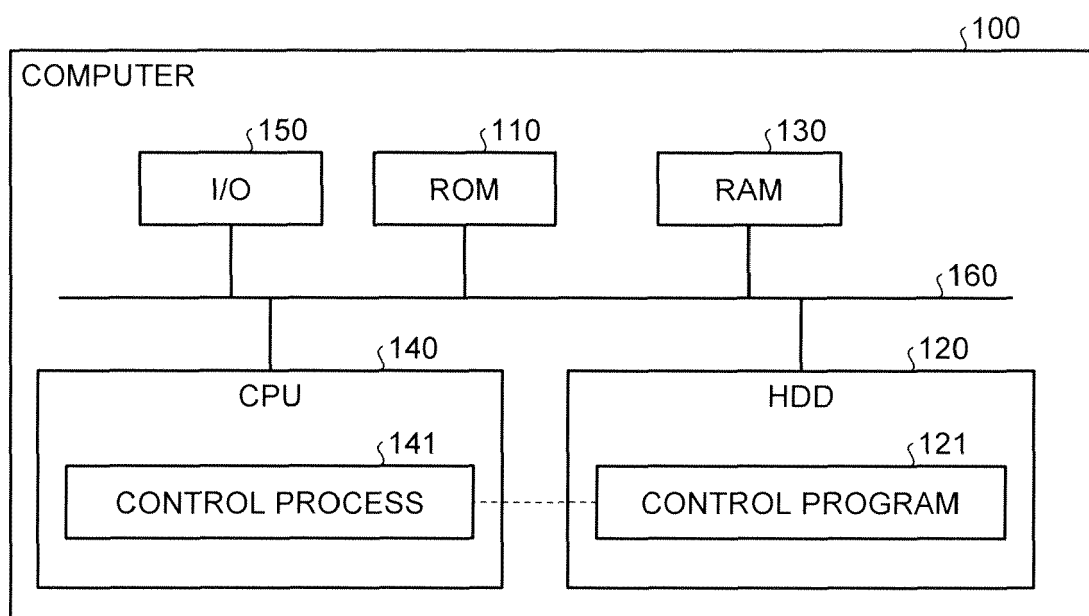 100
COMPUTER
150
110
130
I/O
ROM
RAM
160
140
120
CPU
HDD
141
121
CONTROL PROCESS
CONTROL PROGRAM